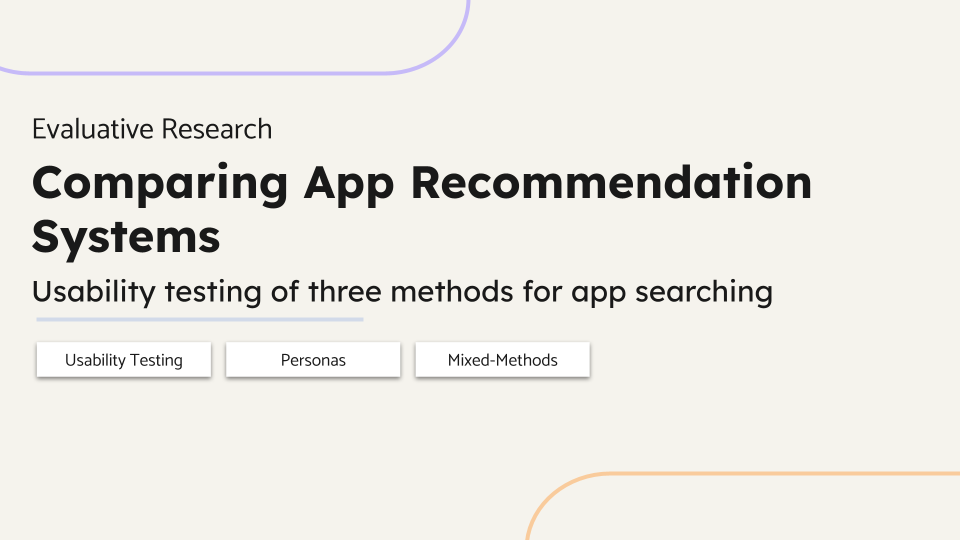 Evaluative Research
Comparing App Recommendation
Systems
Usability testing of three methods for app searching
Usability Testing
Personas
Mixed-Methods